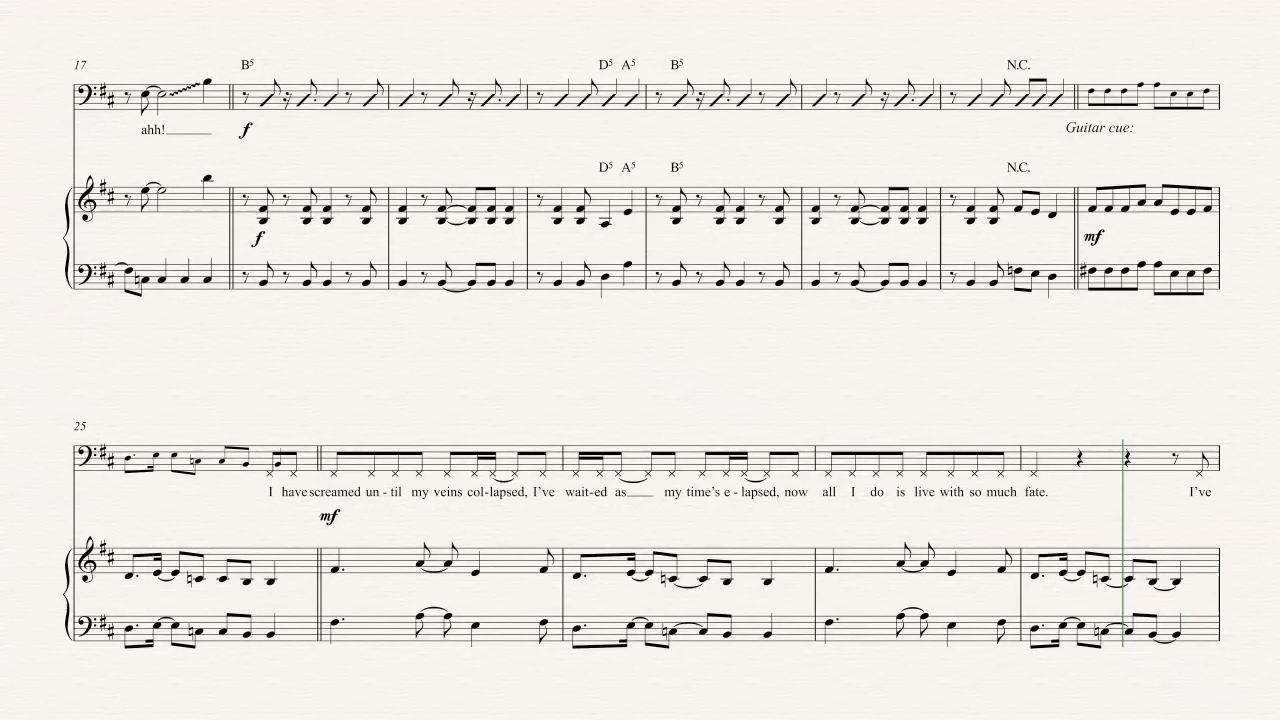 17
B5 D5 A5 B5 N.C.
ahh!
f
Guitar cue:
D5 A5 B5 N.C.
f
mf
25
I have screamed un - til my veins col - lapsed, I've wait - ed as my time's e - lapsed, now all I do is live with so much fate. I've
mf